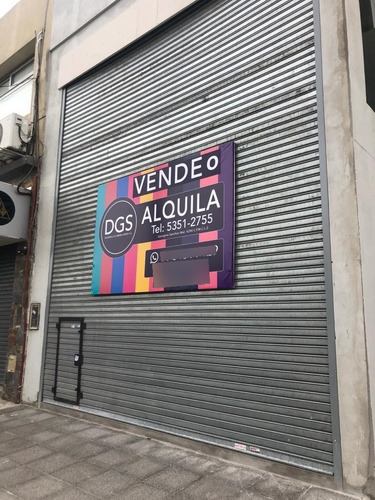 VENDE o
DGS
ALQUILA
Tel: 5351-2755